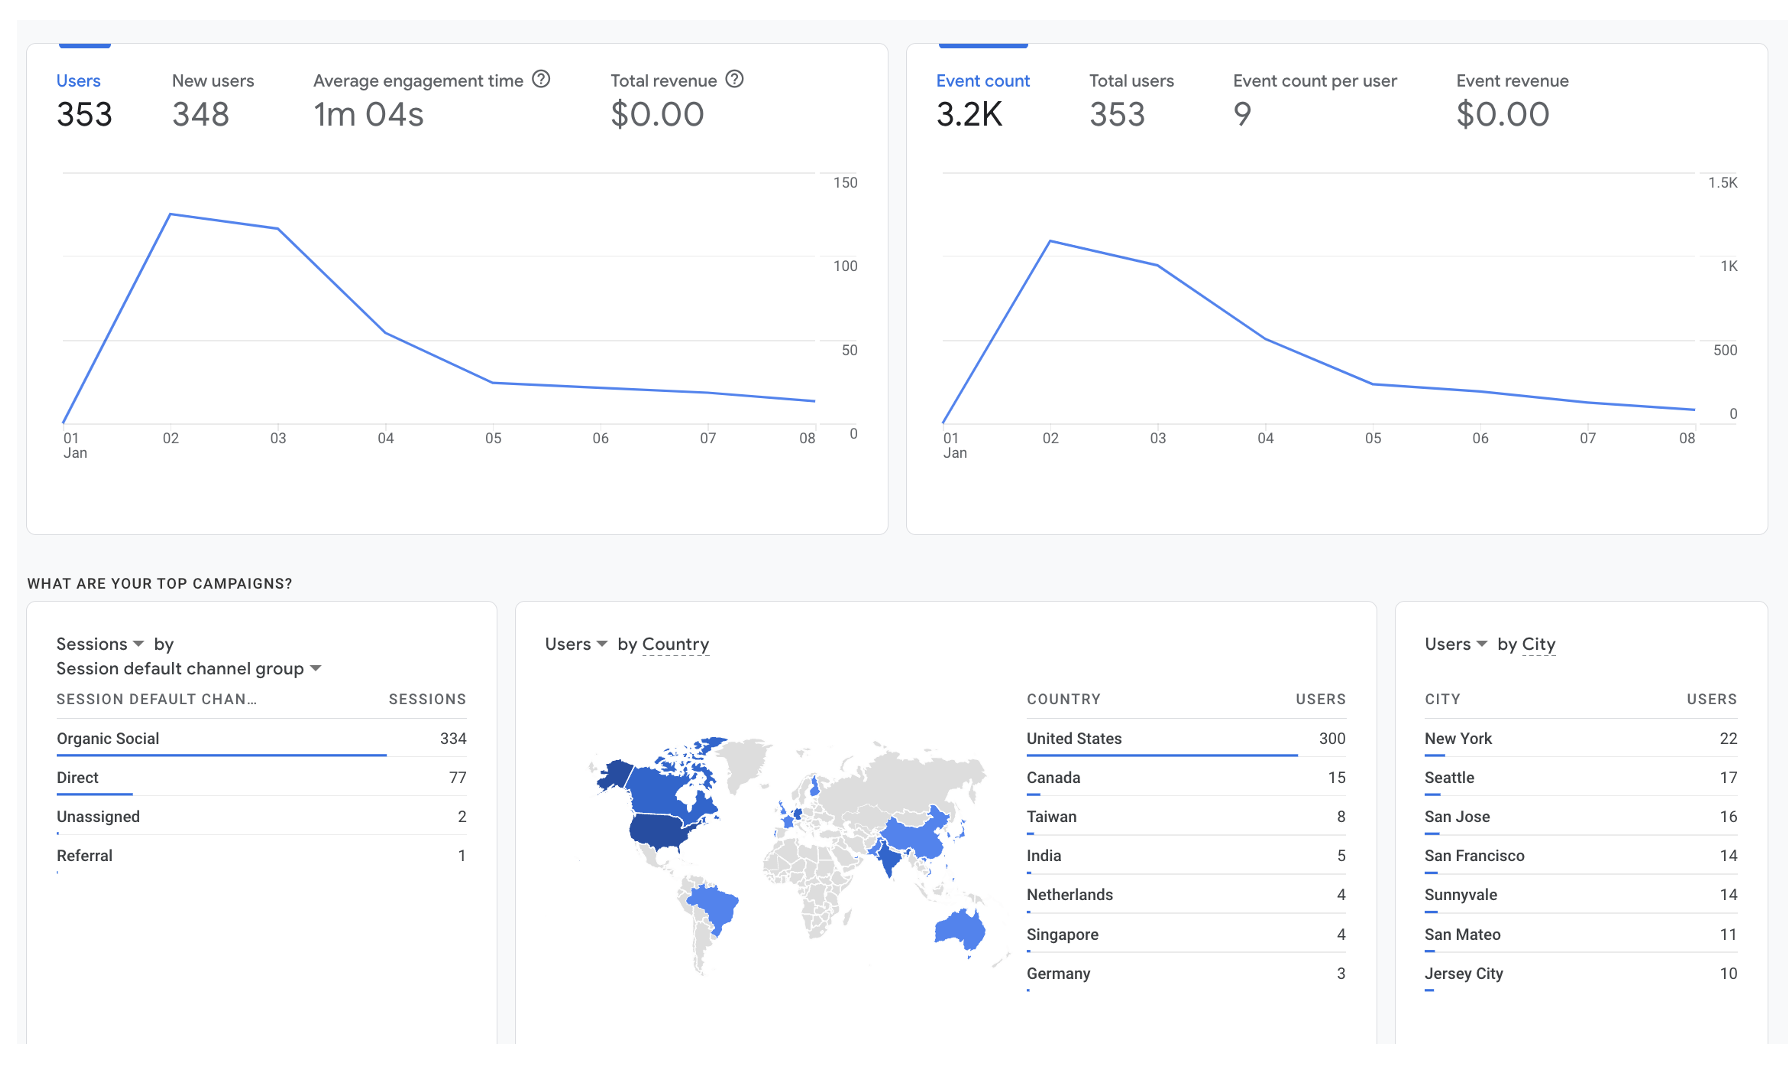 Users
353
New users
348
Average engagement time
1m 04s
Total revenue
$0.00
150
100
50
0
01
Jan
02
03
04
05
06
07
08
Event count
3.2K
Total users
353
Event count per user
9
Event revenue
$0.00
1.5K
1K
500
0
01
Jan
02
03
04
05
06
07
08
WHAT ARE YOUR TOP CAMPAIGNS?
Sessions by
Session default channel group
SESSION DEFAULT CHAN… SESSIONS
Organic Social 334
Direct 77
Unassigned 2
Referral 1
Users by Country
COUNTRY USERS
United States 300
Canada 15
Taiwan 8
India 5
Netherlands 4
Singapore 4
Germany 3
Users by City
CITY USERS
New York 22
Seattle 17
San Jose 16
San Francisco 14
Sunnyvale 14
San Mateo 11
Jersey City 10